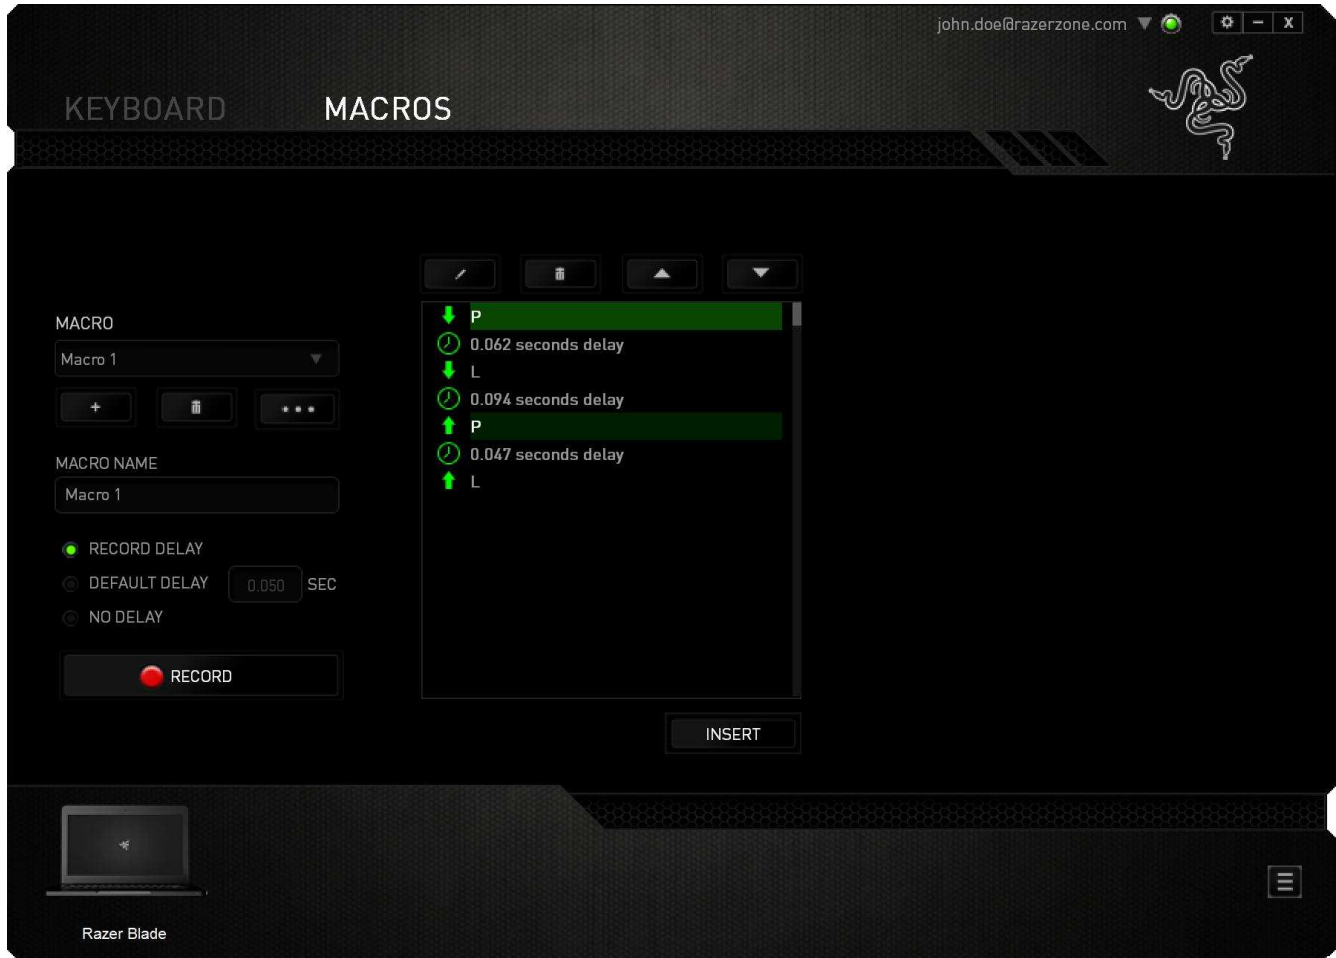 john.doe@razerzone.com
KEYBOARD
MACROS
MACRO
Macro 1
MACRO NAME
Macro 1
RECORD DELAY
DEFAULT DELAY 0.050 SEC
NO DELAY
RECORD
P
0.062 seconds delay
L
0.094 seconds delay
P
0.047 seconds delay
L
INSERT
Razer Blade